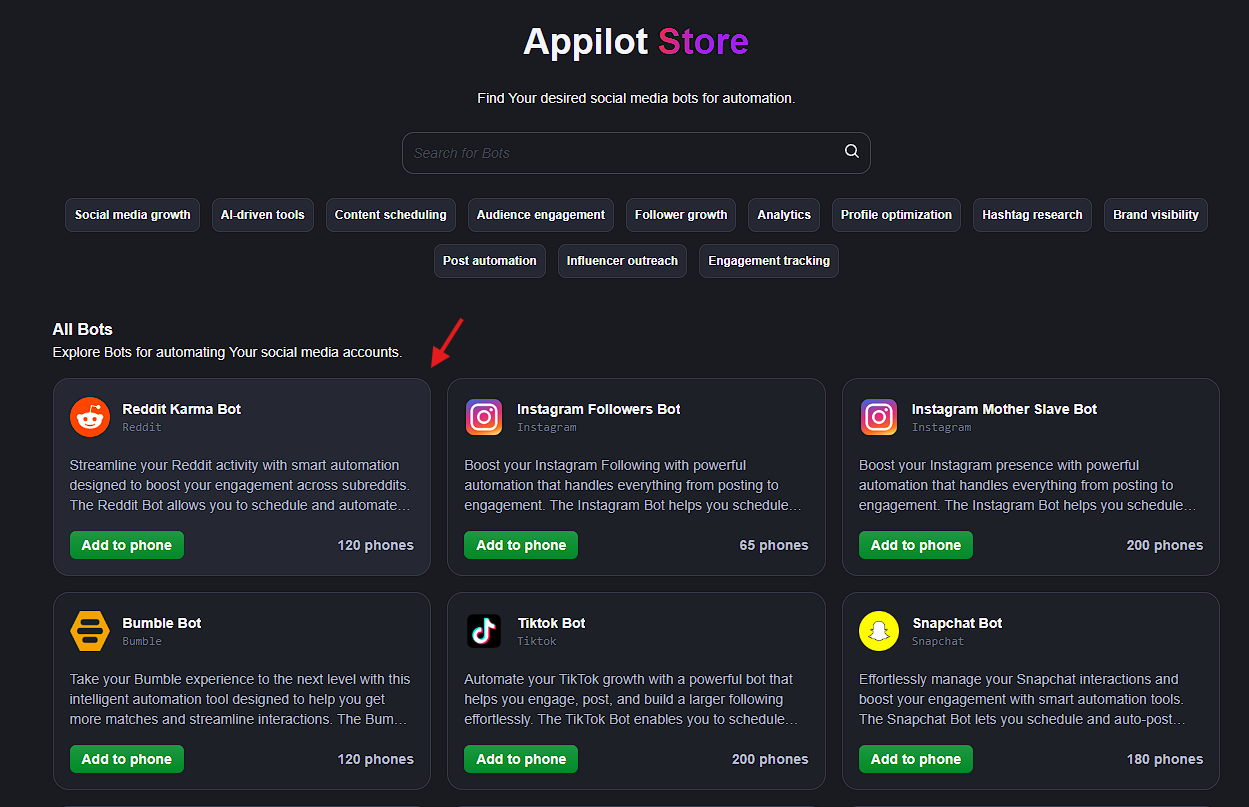 Appilot Store
Find Your desired social media bots for automation.
Search for Bots
Social media growth
AI-driven tools
Content scheduling
Audience engagement
Follower growth
Analytics
Profile optimization
Hashtag research
Brand visibility
Post automation
Influencer outreach
Engagement tracking
All Bots
Explore Bots for automating Your social media accounts.
Reddit Karma Bot
Reddit
Streamline your Reddit activity with smart automation
designed to boost your engagement across subreddits.
The Reddit Bot allows you to schedule and automate...
Add to phone
120 phones
Instagram Followers Bot
Instagram
Boost your Instagram Following with powerful
automation that handles everything from posting to
engagement. The Instagram Bot helps you schedule...
Add to phone
65 phones
Instagram Mother Slave Bot
Instagram
Boost your Instagram presence with powerful
automation that handles everything from posting to
engagement. The Instagram Bot helps you schedule...
Add to phone
200 phones
Bumble Bot
Bumble
Take your Bumble experience to the next level with this
intelligent automation tool designed to help you get
more matches and streamline interactions. The Bum...
Add to phone
120 phones
Tiktok Bot
Tiktok
Automate your TikTok growth with a powerful bot that
helps you engage, post, and build a larger following
effortlessly. The TikTok Bot enables you to schedule...
Add to phone
200 phones
Snapchat Bot
Snapchat
Effortlessly manage your Snapchat interactions and
boost your engagement with smart automation tools.
The Snapchat Bot lets you schedule and auto-post...
Add to phone
180 phones